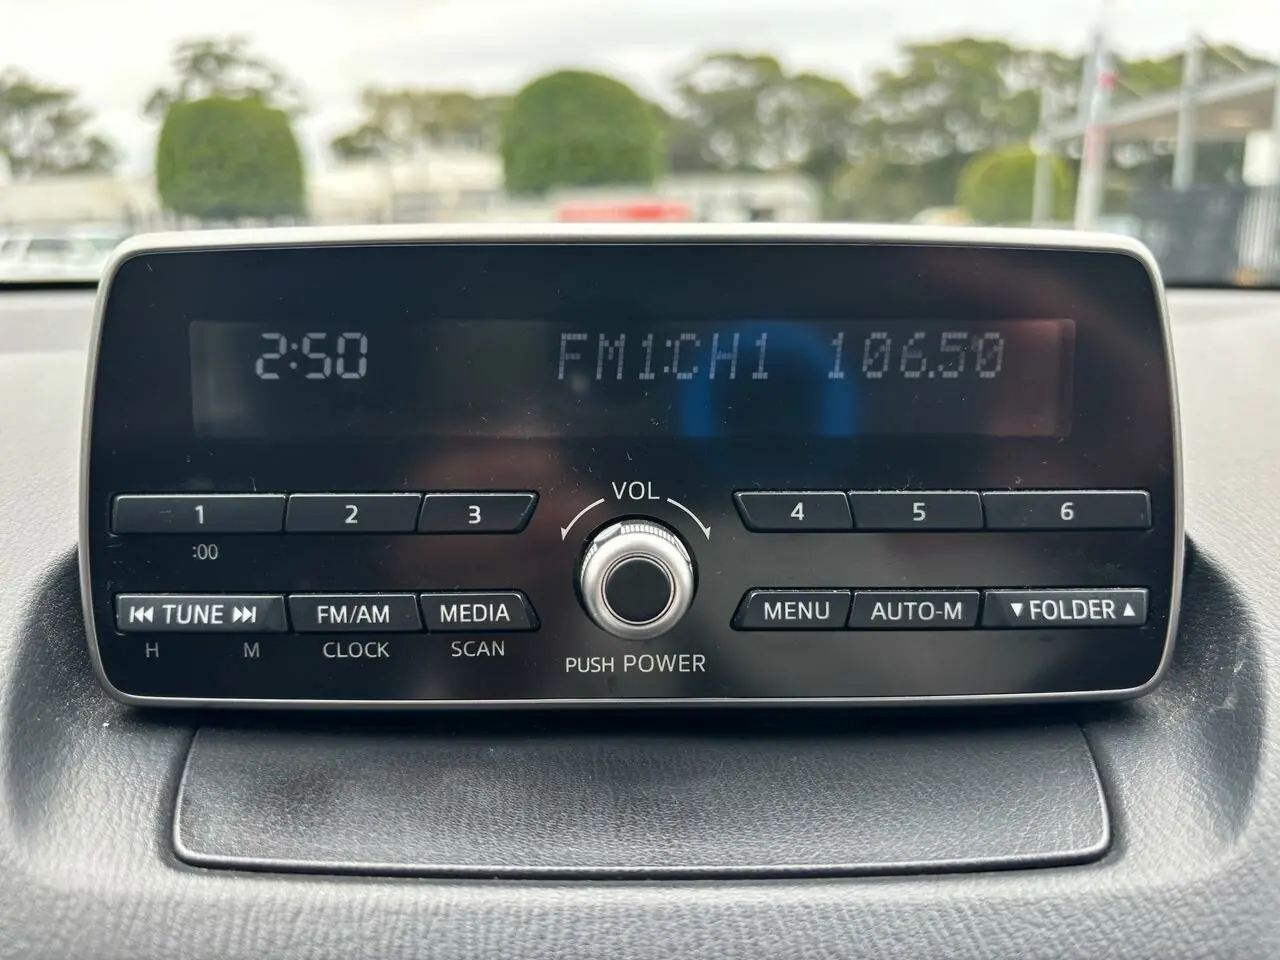 2:50 FM1:CH1 106.50
VOL
1 2 3 4 5 6
:00
⏮ TUNE ⏭ FM/AM MEDIA MENU AUTO-M ▼FOLDER▲
H M CLOCK SCAN
PUSH POWER